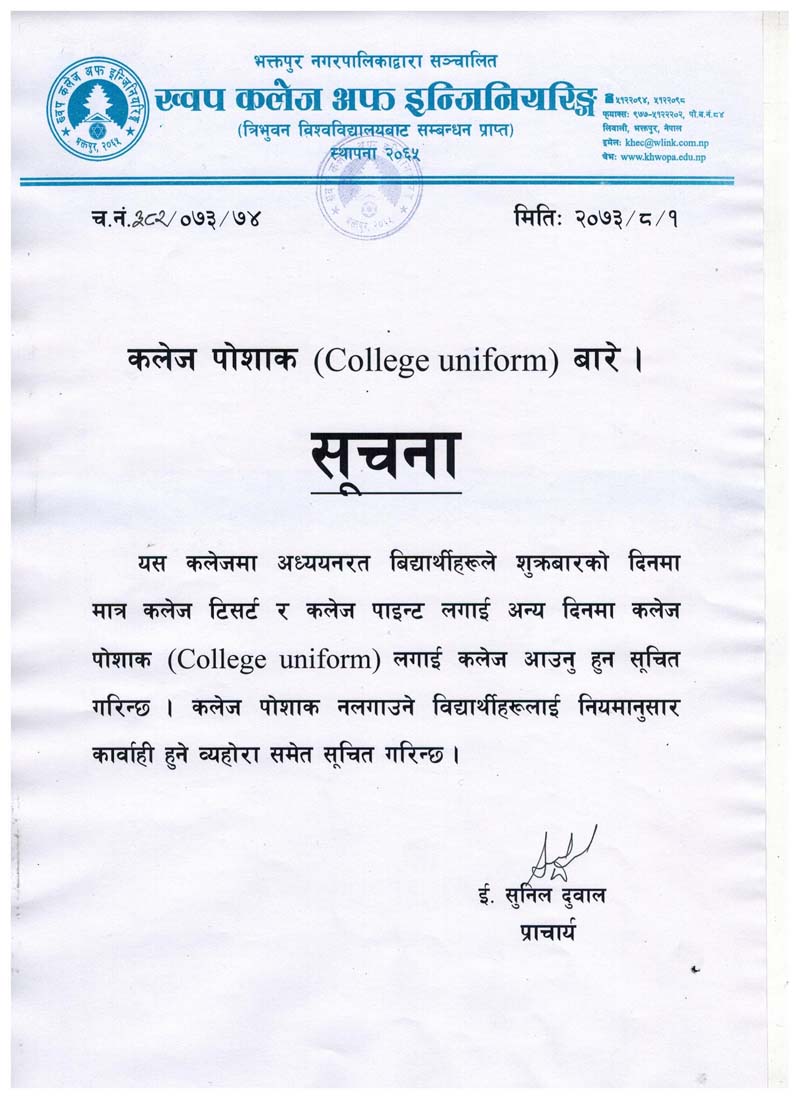 भक्तपुर नगरपालिकाद्वारा सञ्चालित
ख्वप कलेज अफ इन्जिनियरिङ्ग
(त्रिभुवन विश्वविद्यालयबाट सम्बन्धन प्राप्त)
स्थापना २०६५
ख्वप कलेज अफ इन्जिनियरिङ्ग
भक्तपुर, २०६५
☎ ५१२२०९४, ५१२२०९८
फ्याक्सः ९७७-५१२२२०२, पो.ब.नं.८४
लिवाली, भक्तपुर, नेपाल
इमेलः khec@wlink.com.np
वेभः www.khwopa.edu.np
च.नं.३८२/०७३/७४
मितिः २०७३/८/१
कलेज पोशाक (College uniform) बारे ।
सूचना
यस कलेजमा अध्ययनरत बिद्यार्थीहरूले शुक्रबारको दिनमा
मात्र कलेज टिसर्ट र कलेज पाइन्ट लगाई अन्य दिनमा कलेज
पोशाक (College uniform) लगाई कलेज आउनु हुन सूचित
गरिन्छ । कलेज पोशाक नलगाउने विद्यार्थीहरूलाई नियमानुसार
कार्वाही हुने व्यहोरा समेत सूचित गरिन्छ ।
ई. सुनिल दुवाल
प्राचार्य